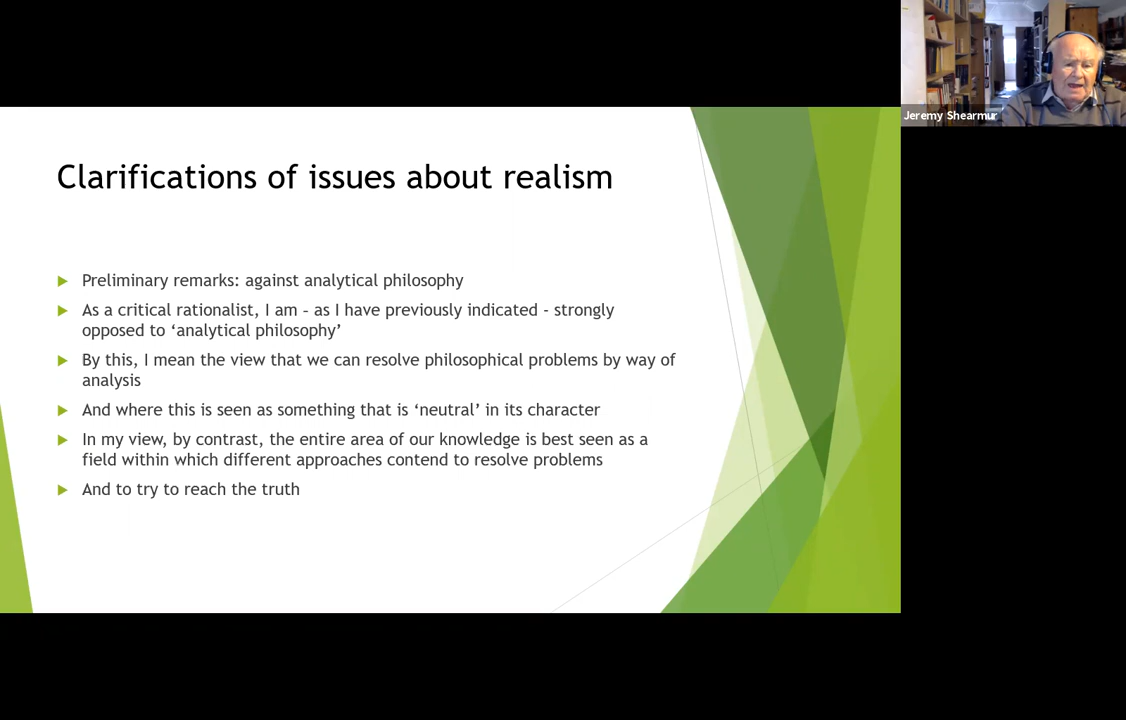 Jeremy Shearmur
Clarifications of issues about realism
Preliminary remarks: against analytical philosophy
As a critical rationalist, I am – as I have previously indicated - strongly
opposed to ‘analytical philosophy’
By this, I mean the view that we can resolve philosophical problems by way of
analysis
And where this is seen as something that is ‘neutral’ in its character
In my view, by contrast, the entire area of our knowledge is best seen as a
field within which different approaches contend to resolve problems
And to try to reach the truth